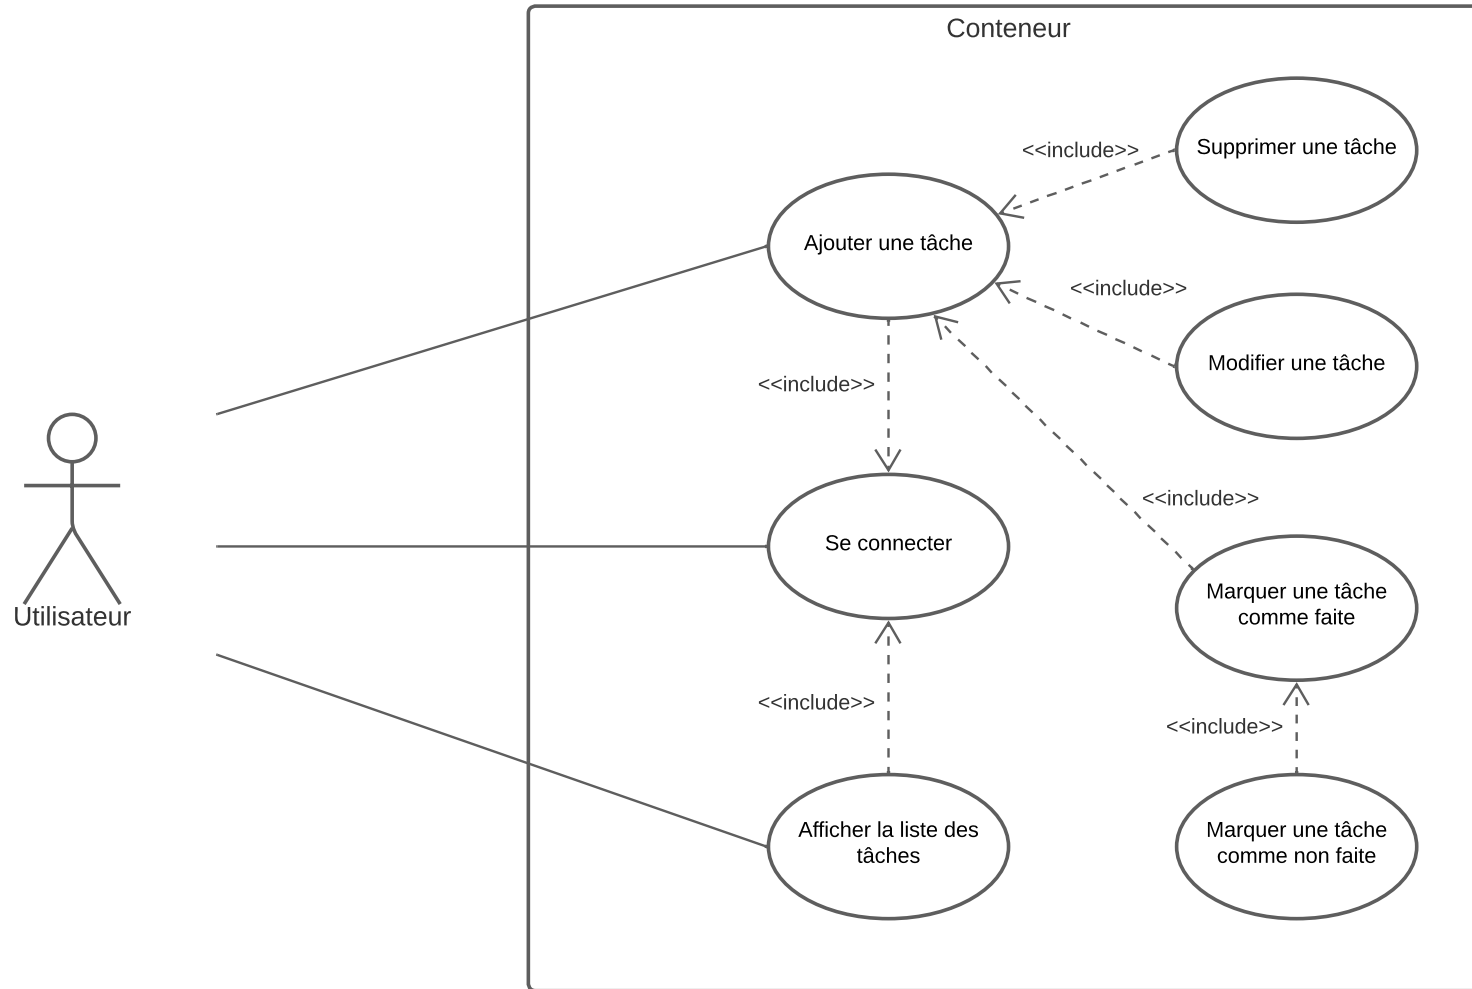 Conteneur
<<include>>
Supprimer une tâche
Ajouter une tâche
<<include>>
Modifier une tâche
<<include>>
<<include>>
Se connecter
Marquer une tâche
comme faite
Utilisateur
<<include>>
<<include>>
Afficher la liste des
tâches
Marquer une tâche
comme non faite